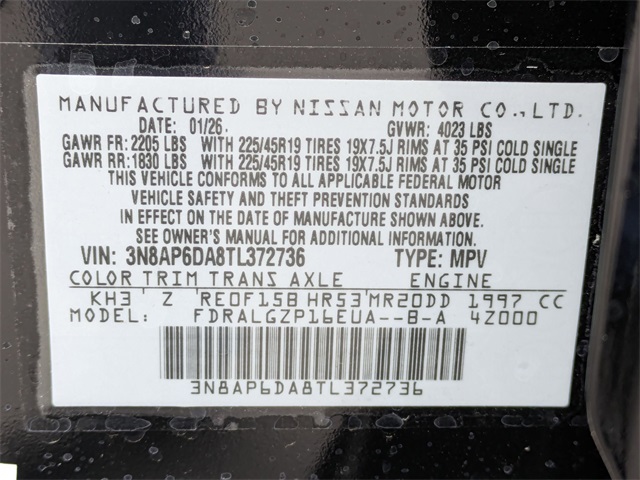 MANUFACTURED BY NISSAN MOTOR CO.,LTD.
DATE: 01/26. GVWR: 4023 LBS
GAWR FR: 2205 LBS WITH 225/45R19 TIRES 19X7.5J RIMS AT 35 PSI COLD SINGLE
GAWR RR: 1830 LBS WITH 225/45R19 TIRES 19X7.5J RIMS AT 35 PSI COLD SINGLE
THIS VEHICLE CONFORMS TO ALL APPLICABLE FEDERAL MOTOR
VEHICLE SAFETY AND THEFT PREVENTION STANDARDS
IN EFFECT ON THE DATE OF MANUFACTURE SHOWN ABOVE.
SEE OWNER'S MANUAL FOR ADDITIONAL INFORMATION
VIN: 3N8AP6DA8TL372736 TYPE: MPV
COLOR TRIM TRANS AXLE ENGINE
KH3 Z RE0F15B HR53 MR20DD 1997 CC
MODEL: FDRALGZP16EUA--B-A 4Z000
3N8AP6DA8TL372736